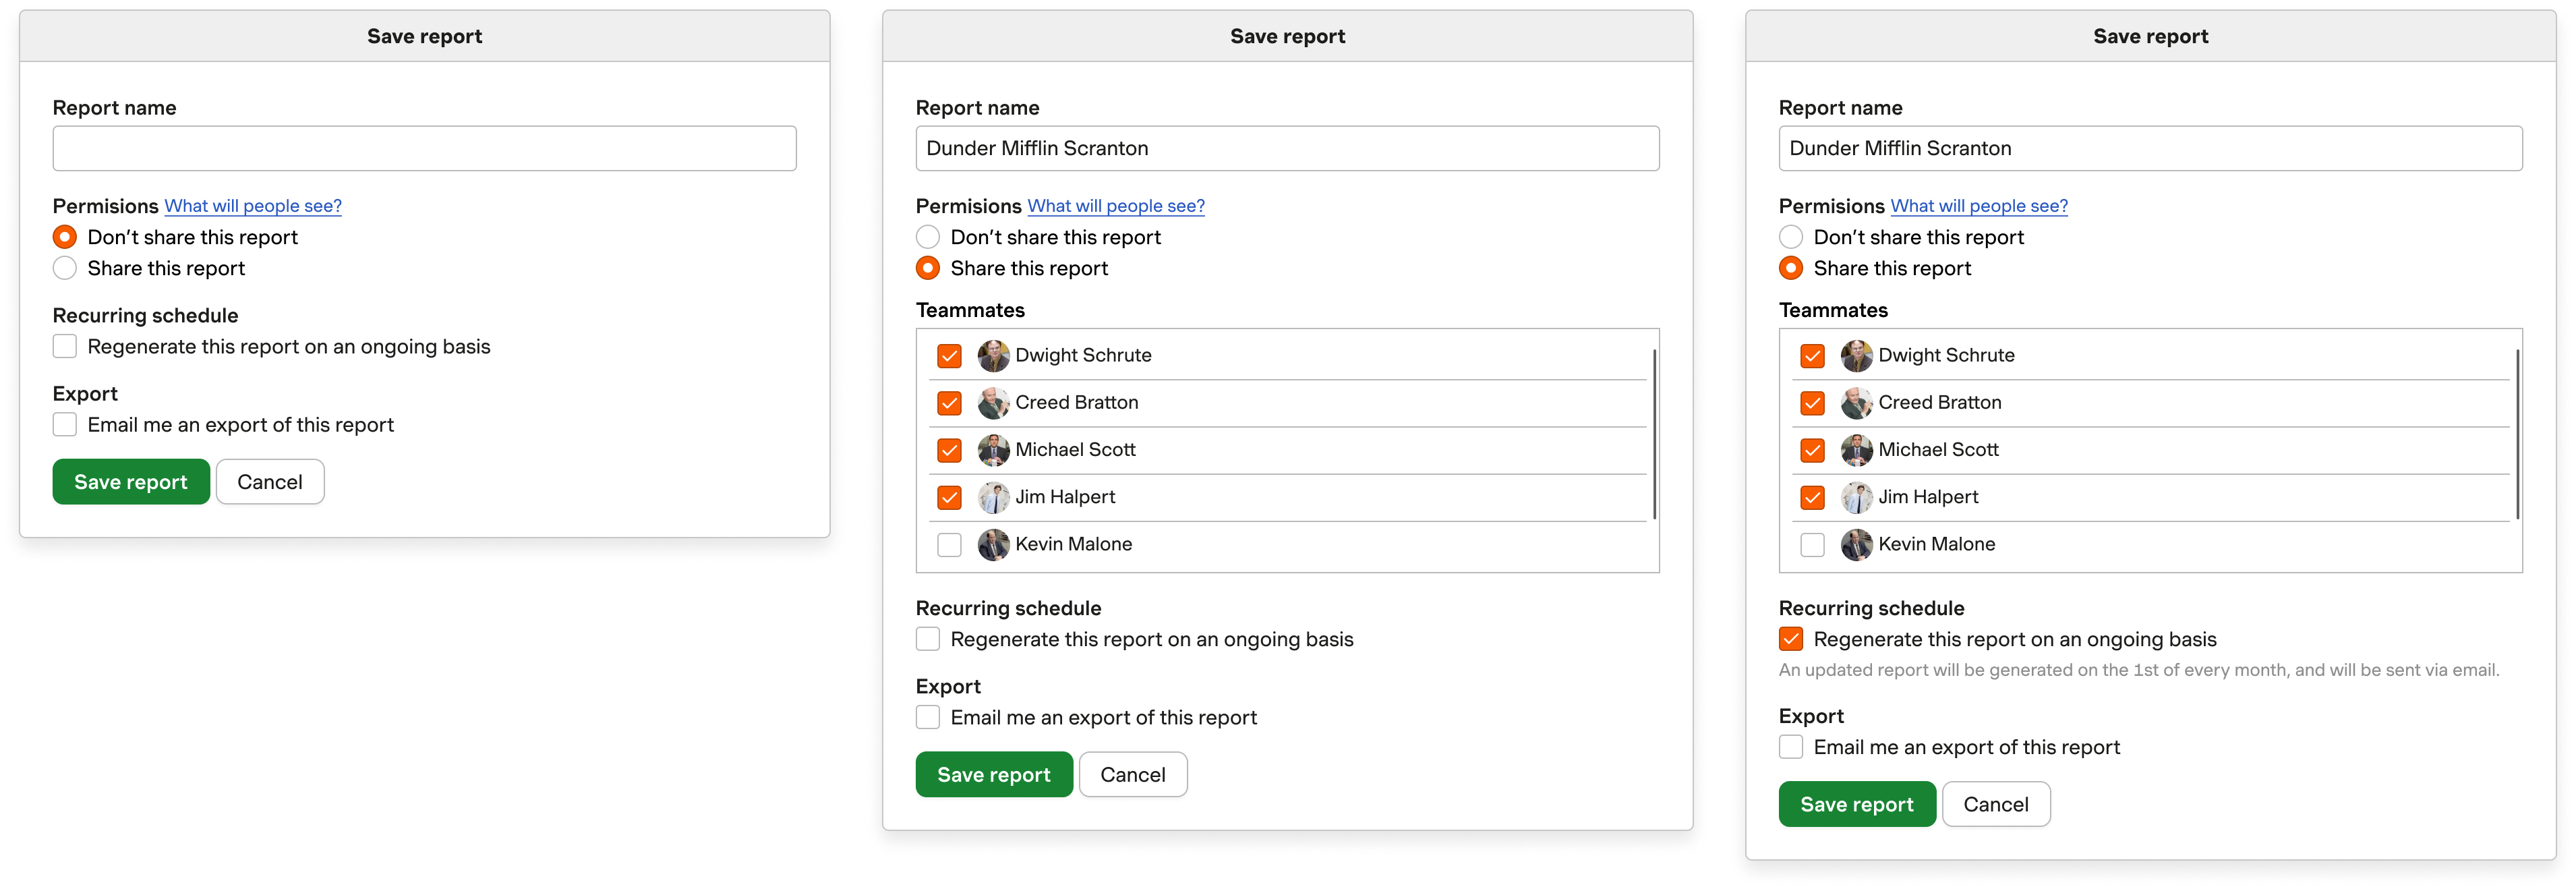 Save report
Report name
Permisions What will people see?
Don’t share this report
Share this report
Recurring schedule
Regenerate this report on an ongoing basis
Export
Email me an export of this report
Save report Cancel
Save report
Report name
Dunder Mifflin Scranton
Permisions What will people see?
Don’t share this report
Share this report
Teammates
Dwight Schrute
Creed Bratton
Michael Scott
Jim Halpert
Kevin Malone
Recurring schedule
Regenerate this report on an ongoing basis
Export
Email me an export of this report
Save report Cancel
Save report
Report name
Dunder Mifflin Scranton
Permisions What will people see?
Don’t share this report
Share this report
Teammates
Dwight Schrute
Creed Bratton
Michael Scott
Jim Halpert
Kevin Malone
Recurring schedule
Regenerate this report on an ongoing basis
An updated report will be generated on the 1st of every month, and will be sent via email.
Export
Email me an export of this report
Save report Cancel